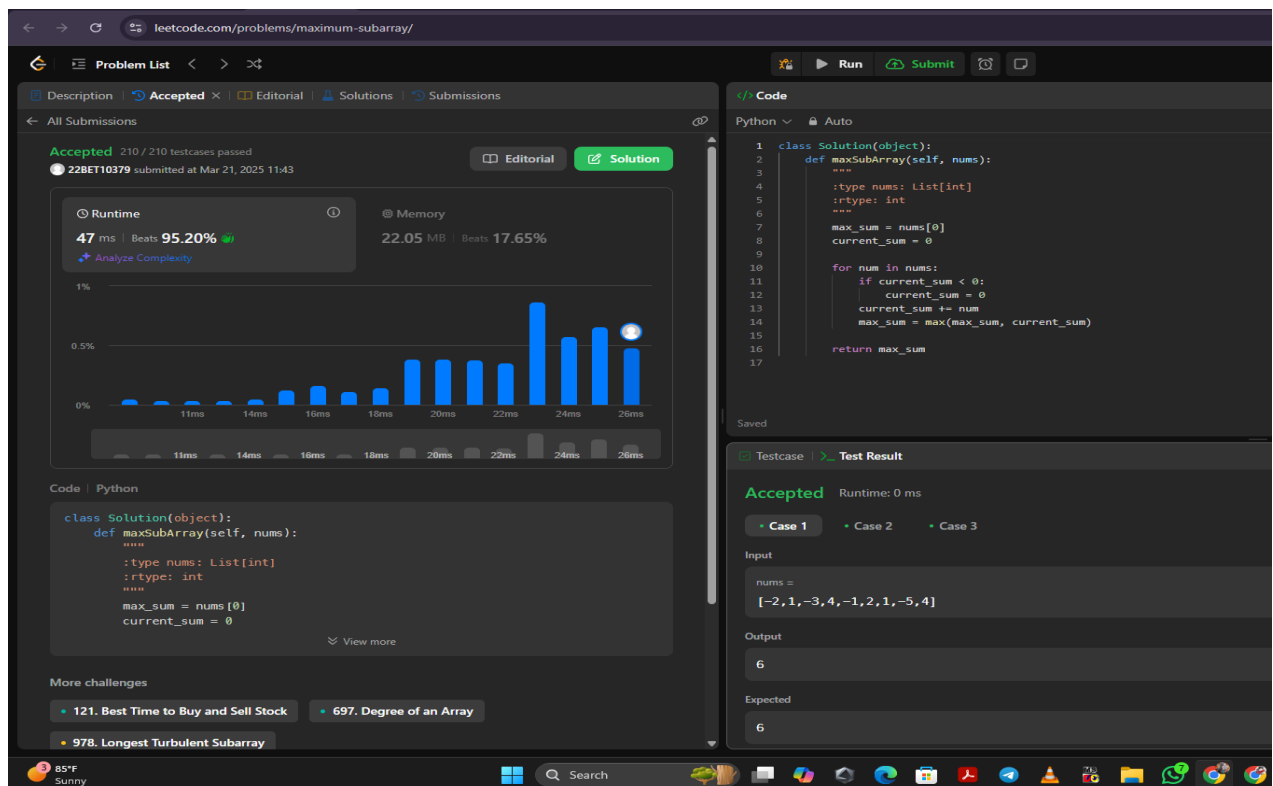 leetcode.com/problems/maximum-subarray/
Problem List
Run
Submit
Description
Accepted
Editorial
Solutions
Submissions
All Submissions
Accepted 210 / 210 testcases passed
22BET10379 submitted at Mar 21, 2025 11:43
Editorial
Solution
Runtime
47 ms | Beats 95.20%
Analyze Complexity
Memory
22.05 MB | Beats 17.65%
1%
0.5%
0%
11ms 14ms 16ms 18ms 20ms 22ms 24ms 26ms
11ms 14ms 16ms 18ms 20ms 22ms 24ms 26ms
Code | Python
class Solution(object):
def maxSubArray(self, nums):
"""
:type nums: List[int]
:rtype: int
"""
max_sum = nums[0]
current_sum = 0
View more
More challenges
121. Best Time to Buy and Sell Stock
697. Degree of an Array
978. Longest Turbulent Subarray
</> Code
Python
Auto
1 class Solution(object):
2 def maxSubArray(self, nums):
3 """
4 :type nums: List[int]
5 :rtype: int
6 """
7 max_sum = nums[0]
8 current_sum = 0
9
10 for num in nums:
11 if current_sum < 0:
12 current_sum = 0
13 current_sum += num
14 max_sum = max(max_sum, current_sum)
15
16 return max_sum
17
Saved
Testcase
>_ Test Result
Accepted Runtime: 0 ms
Case 1
Case 2
Case 3
Input
nums =
[-2,1,-3,4,-1,2,1,-5,4]
Output
6
Expected
6
3
85°F
Sunny
Search
7